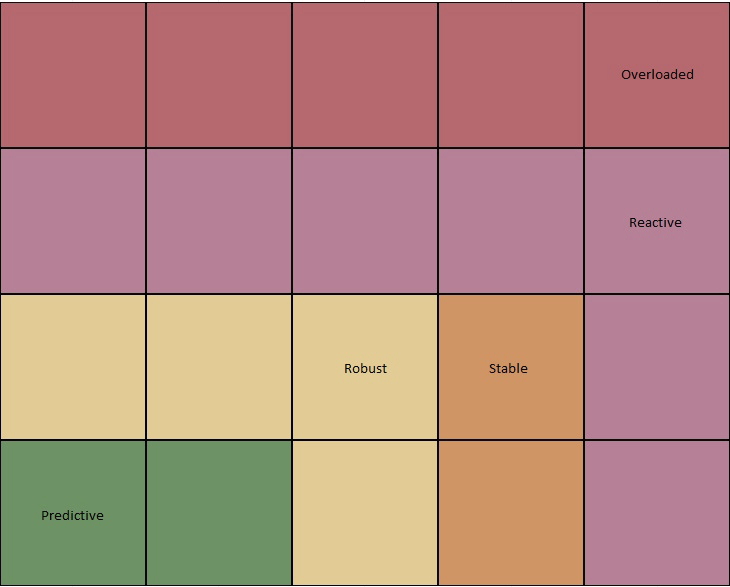 Overloaded
Reactive
Robust
Stable
Predictive